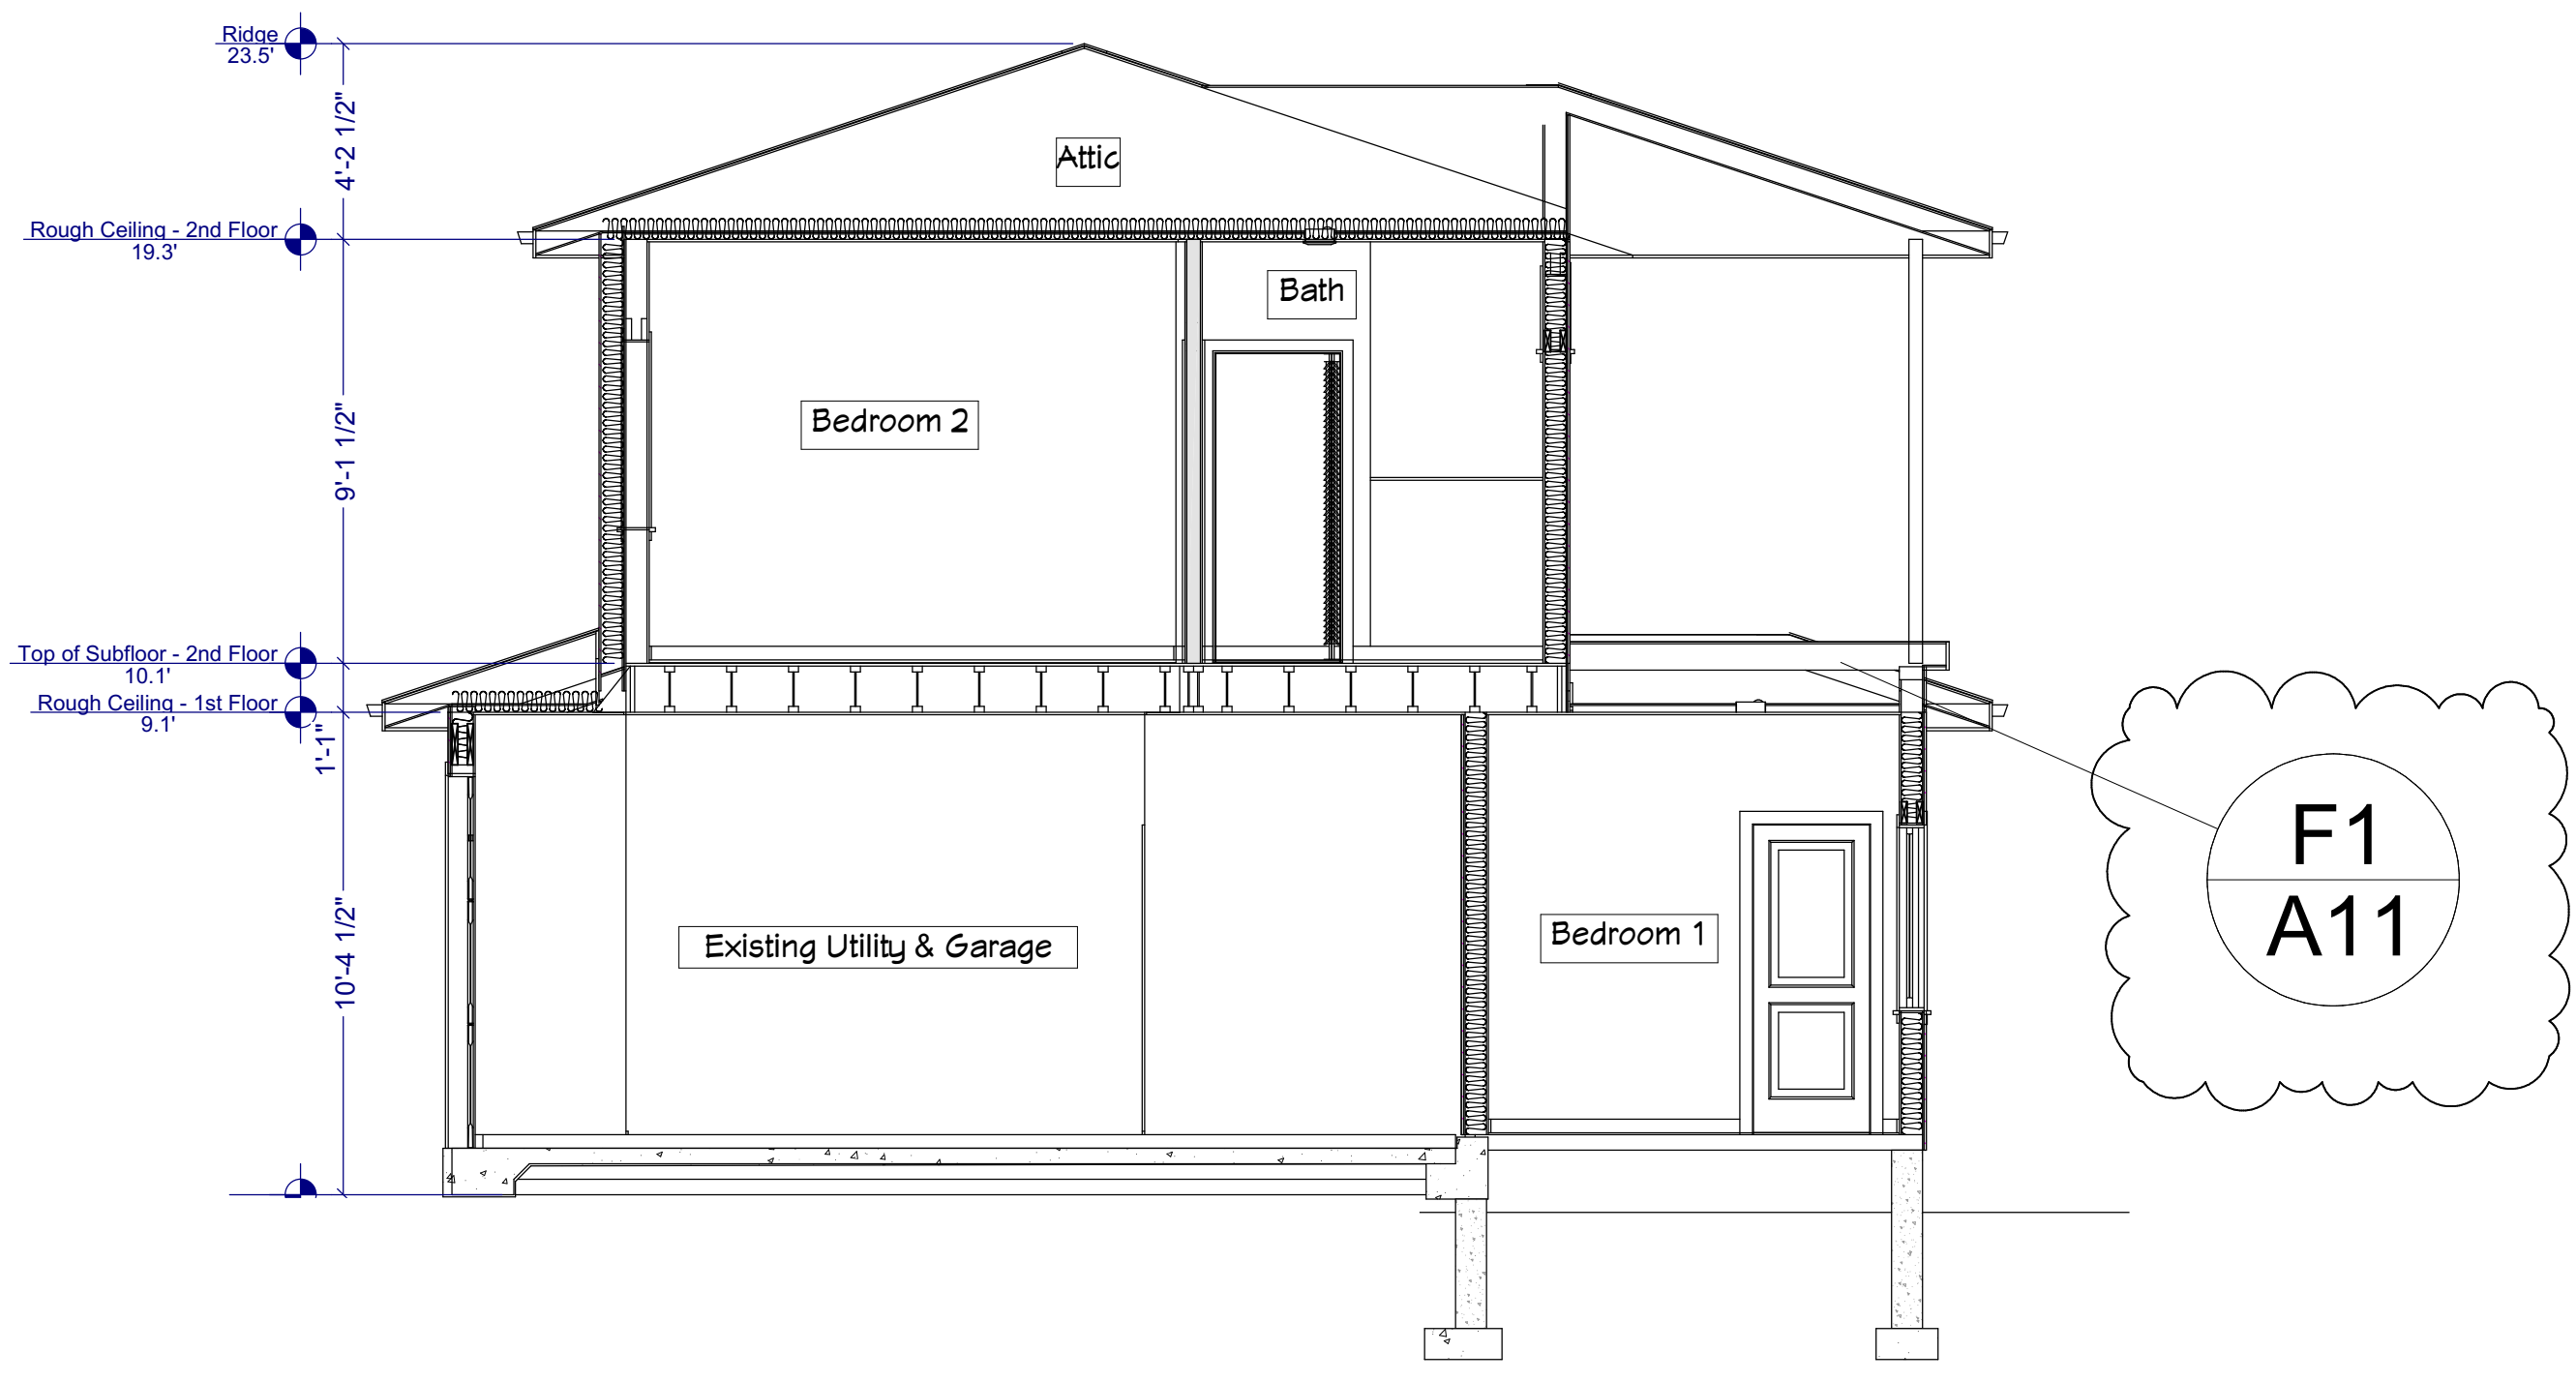 Ridge
23.5'
4'-2 1/2"
Attic
Rough Ceiling - 2nd Floor
19.3'
Bath
9'-1 1/2"
Bedroom 2
Top of Subfloor - 2nd Floor
10.1'
Rough Ceiling - 1st Floor
9.1'
1'-1"
F1
A11
10'-4 1/2"
Existing Utility & Garage
Bedroom 1